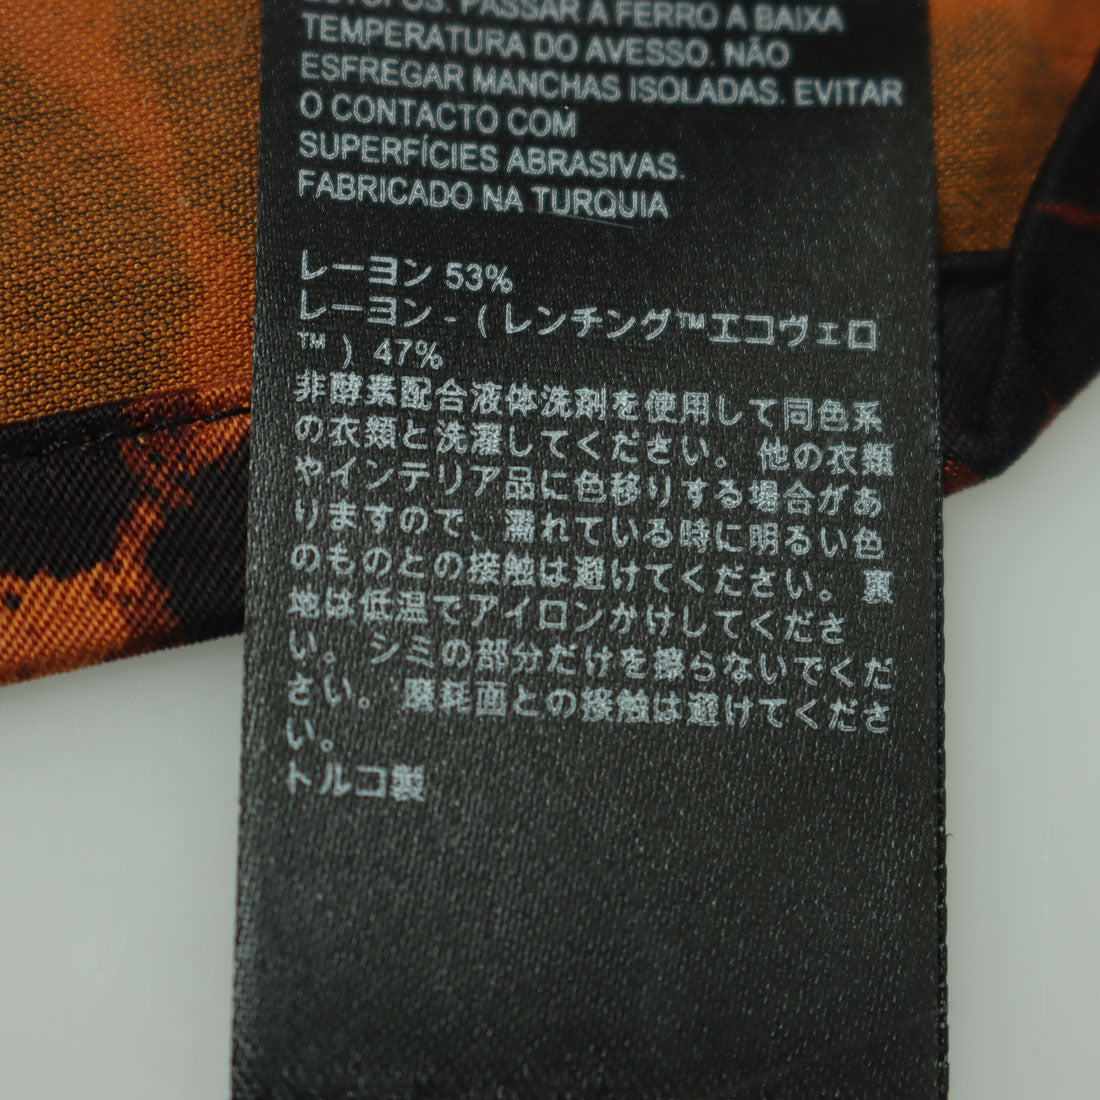 ESTOFOS. PASSAR A FERRO A BAIXA
TEMPERATURA DO AVESSO. NÃO
ESFREGAR MANCHAS ISOLADAS. EVITAR
O CONTACTO COM
SUPERFÍCIES ABRASIVAS.
FABRICADO NA TURQUIA
レーヨン 53%
レーヨン - ( レンチング™エコヴェロ
™ ) 47%
非酵素配合液体洗剤を使用して同色系
の衣類と洗濯してください。他の衣類
やインテリア品に色移りする場合があ
りますので、濡れている時に明るい色
のものとの接触は避けてください。裏
地は低温でアイロンかけしてくださ
い。シミの部分だけを擦らないでくだ
さい。磨耗面との接触は避けてくださ
い。
トルコ製